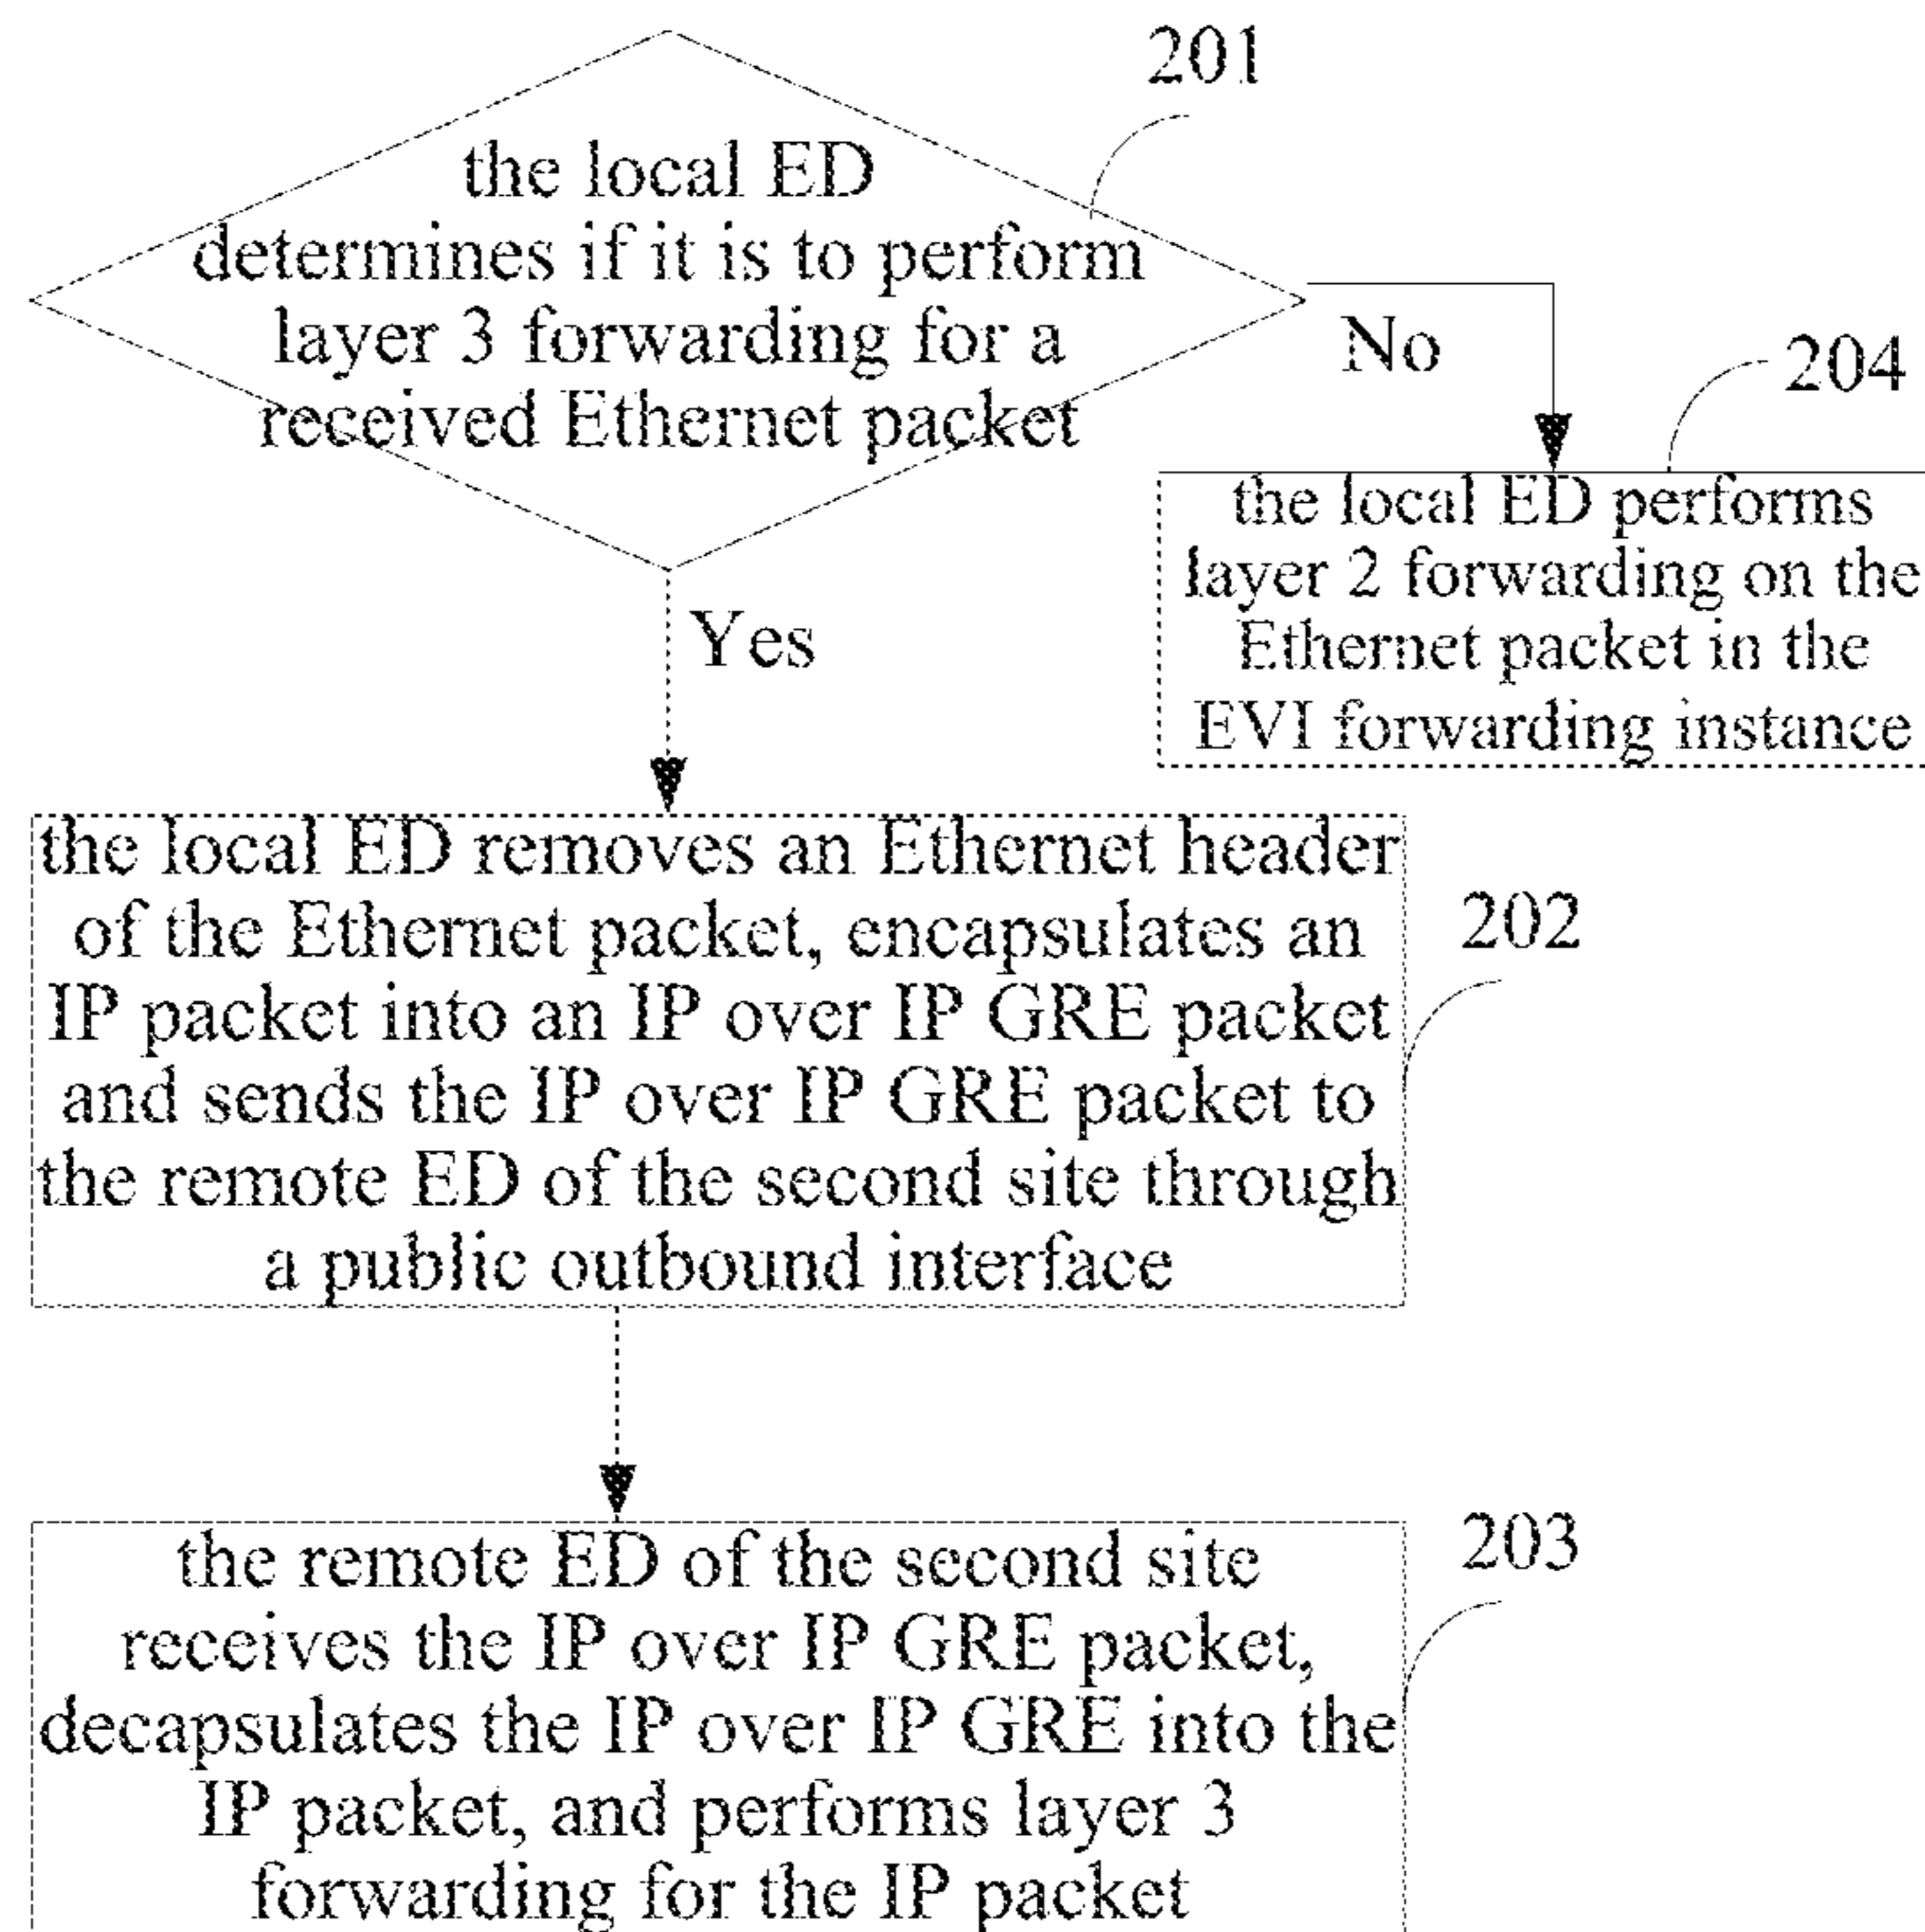 201
the local ED
determines if it is to perform
layer 3 forwarding for a
received Ethernet packet
No
204
the local ED performs
layer 2 forwarding on the
Ethernet packet in the
EVI forwarding instance
Yes
the local ED removes an Ethernet header
of the Ethernet packet, encapsulates an
IP packet into an IP over IP GRE packet
and sends the IP over IP GRE packet to
the remote ED of the second site through
a public outbound interface
202
the remote ED of the second site
receives the IP over IP GRE packet,
decapsulates the IP over IP GRE into the
IP packet, and performs layer 3
forwarding for the IP packet
203